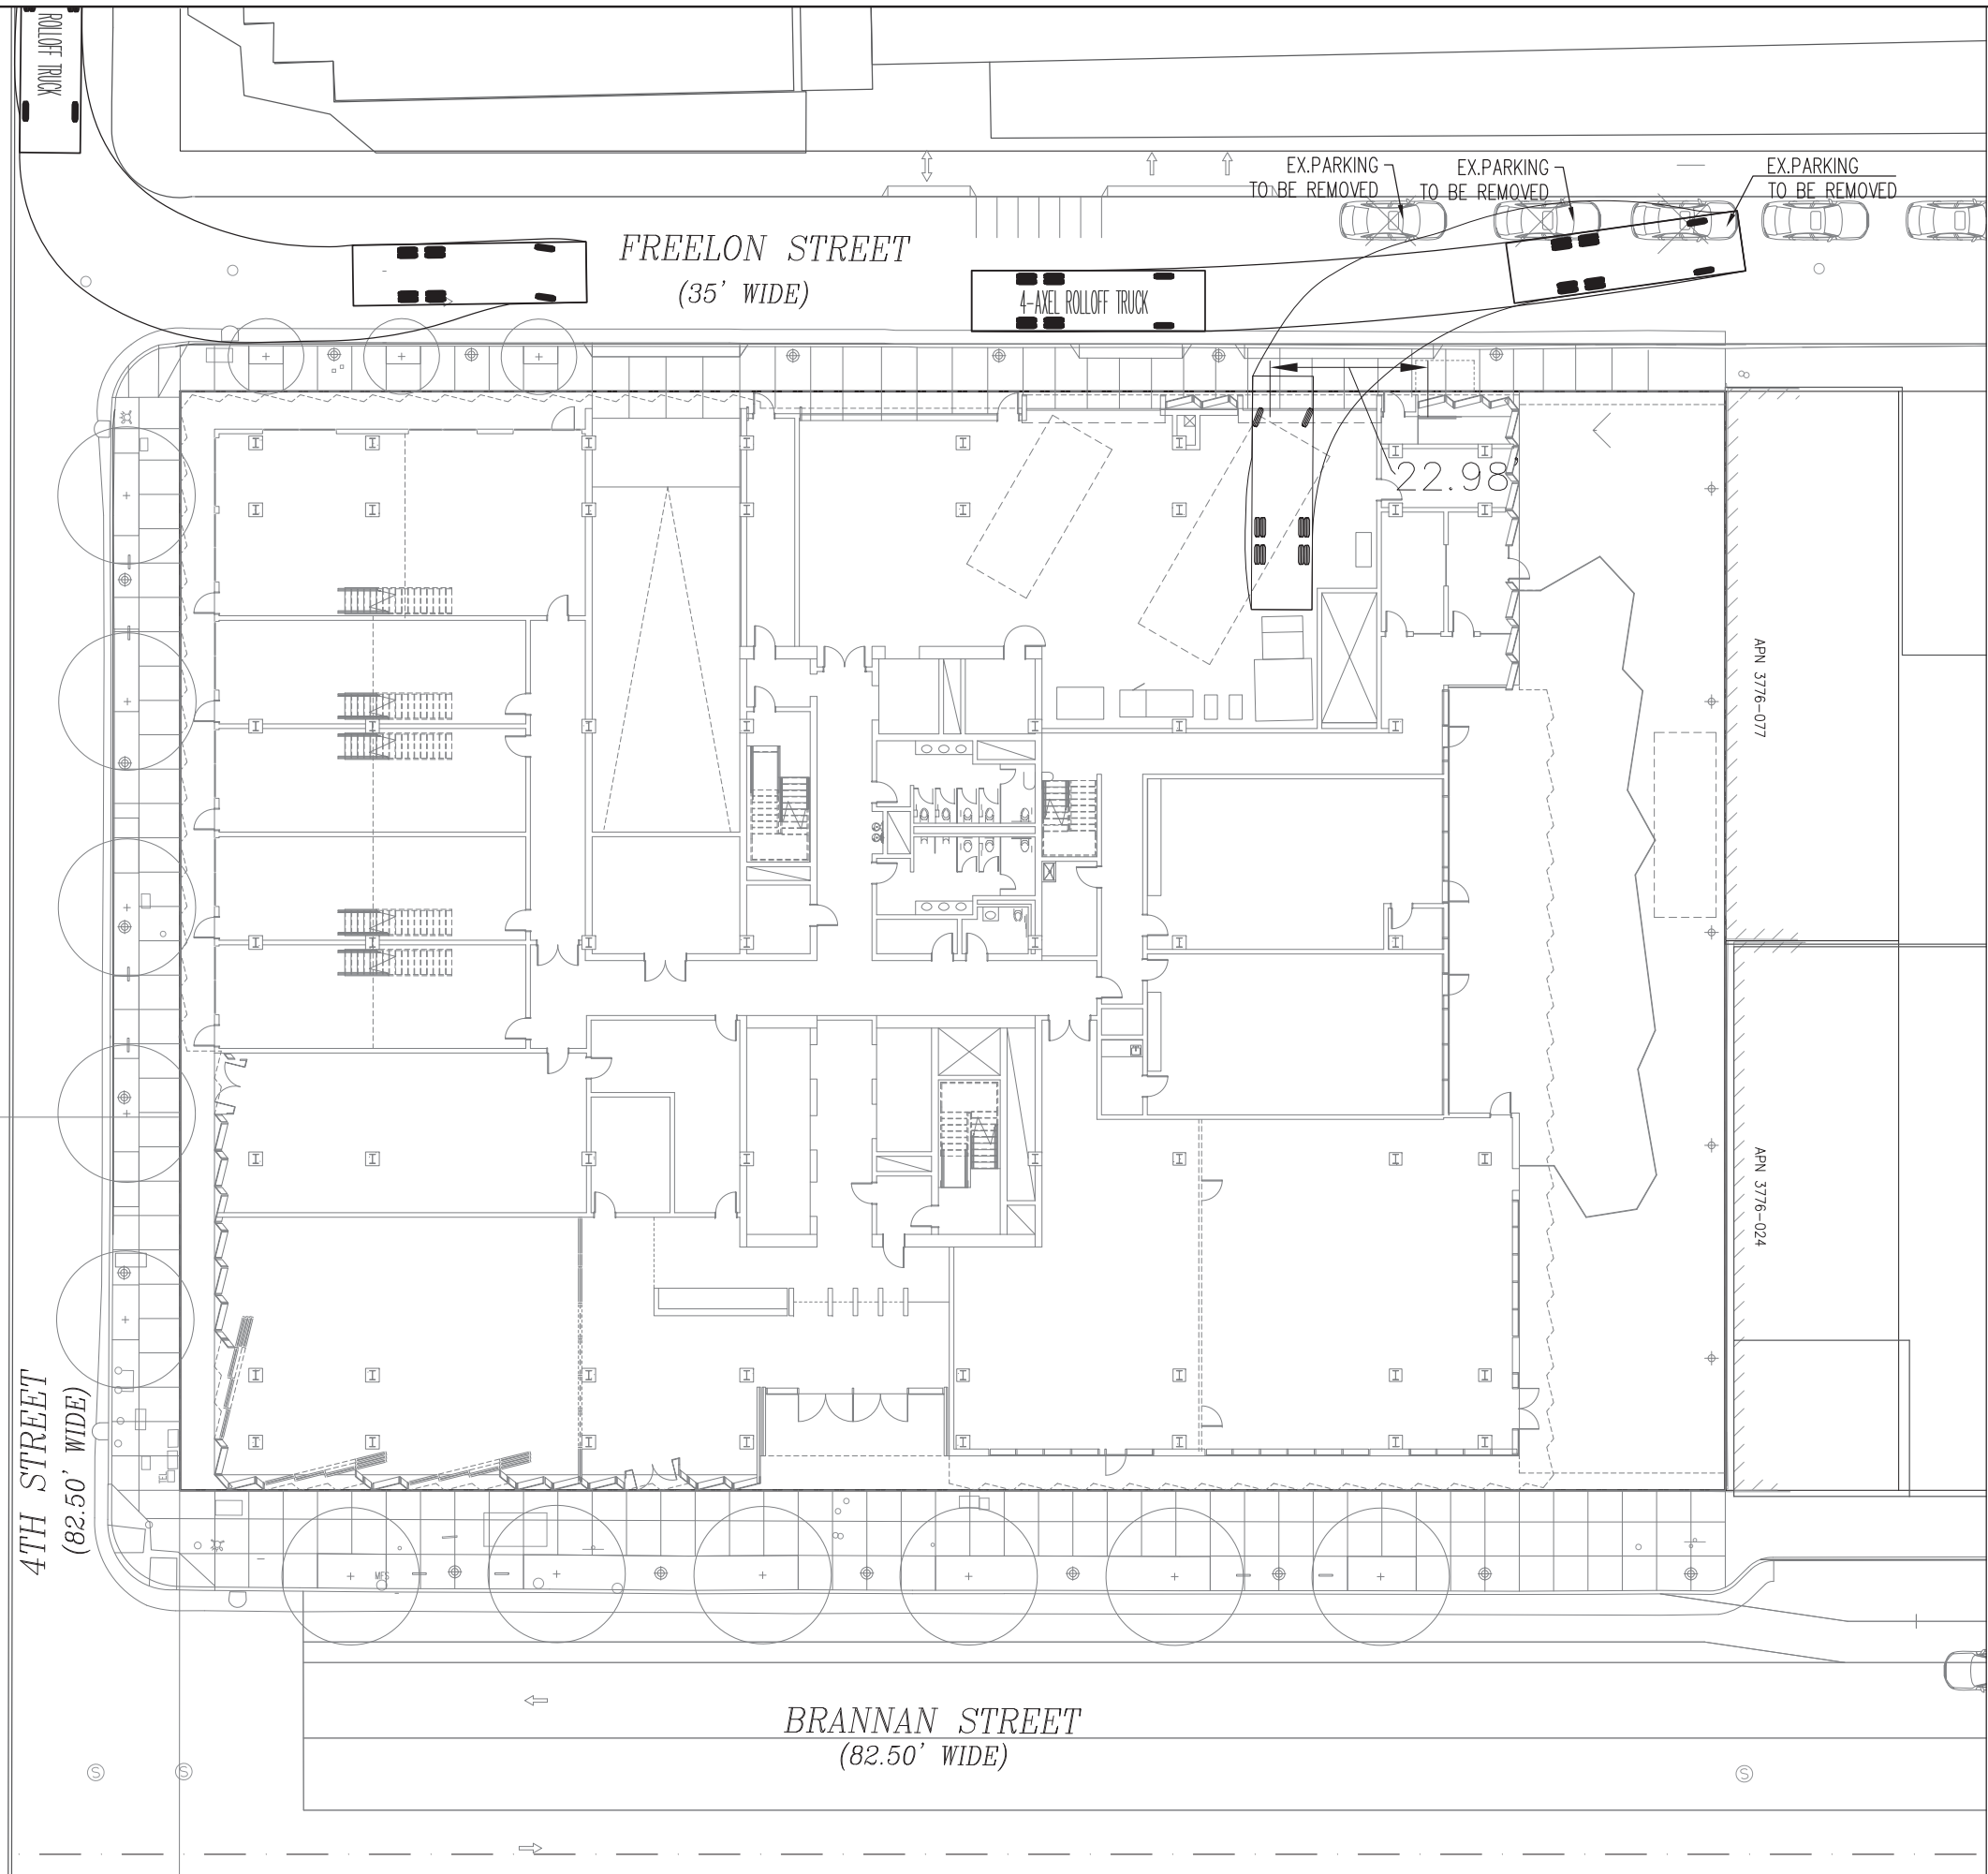 ROLLOFF TRUCK
EX.PARKING
TO BE REMOVED
EX.PARKING
TO BE REMOVED
EX.PARKING
TO BE REMOVED
FREELON STREET
(35' WIDE)
4-AXEL ROLLOFF TRUCK
22.98'
APN 3776-077
APN 3776-024
4TH STREET
(82.50' WIDE)
MFS
BRANNAN STREET
(82.50' WIDE)
S
S
S